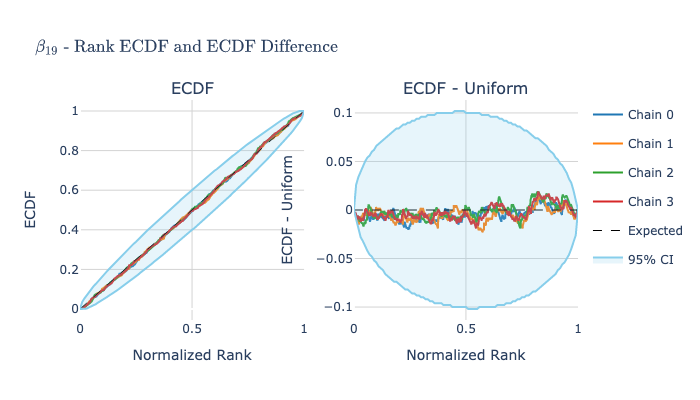 β₁₉ - Rank ECDF and ECDF Difference
ECDF
ECDF
1
0.8
0.6
0.4
0.2
0
0
0.5
1
Normalized Rank
ECDF - Uniform
ECDF - Uniform
0.1
0.05
0
−0.05
−0.1
0
0.5
1
Normalized Rank
Chain 0
Chain 1
Chain 2
Chain 3
Expected
95% CI